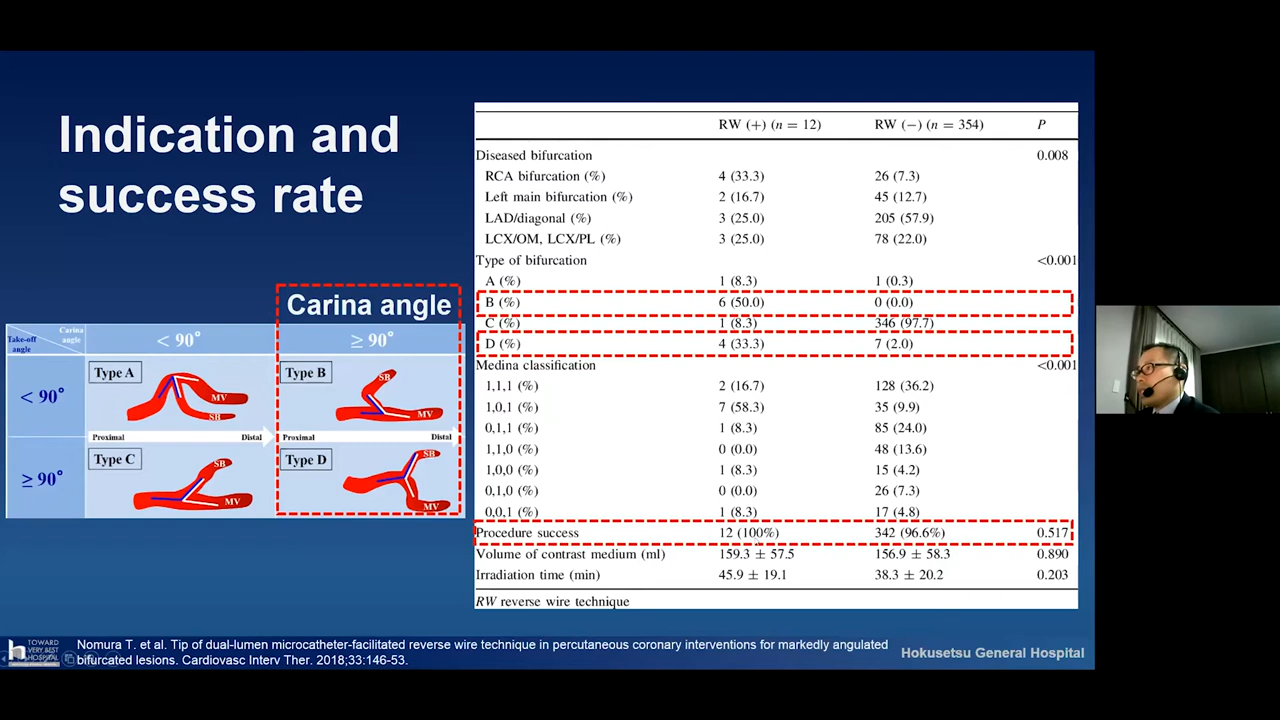 Indication and
success rate
Carina angle
Take-off
angle
Carina
angle
< 90°
≥ 90°
< 90°
Type A
MV
SB
Type B
SB
MV
Proximal
Distal
Proximal
Distal
≥ 90°
Type C
SB
MV
Type D
SB
MV
RW (+) (n = 12) RW (−) (n = 354) P
Diseased bifurcation 0.008
RCA bifurcation (%) 4 (33.3) 26 (7.3)
Left main bifurcation (%) 2 (16.7) 45 (12.7)
LAD/diagonal (%) 3 (25.0) 205 (57.9)
LCX/OM, LCX/PL (%) 3 (25.0) 78 (22.0)
Type of bifurcation <0.001
A (%) 1 (8.3) 1 (0.3)
B (%) 6 (50.0) 0 (0.0)
C (%) 1 (8.3) 346 (97.7)
D (%) 4 (33.3) 7 (2.0)
Medina classification <0.001
1,1,1 (%) 2 (16.7) 128 (36.2)
1,0,1 (%) 7 (58.3) 35 (9.9)
0,1,1 (%) 1 (8.3) 85 (24.0)
1,1,0 (%) 0 (0.0) 48 (13.6)
1,0,0 (%) 1 (8.3) 15 (4.2)
0,1,0 (%) 0 (0.0) 26 (7.3)
0,0,1 (%) 1 (8.3) 17 (4.8)
Procedure success 12 (100%) 342 (96.6%) 0.517
Volume of contrast medium (ml) 159.3 ± 57.5 156.9 ± 58.3 0.890
Irradiation time (min) 45.9 ± 19.1 38.3 ± 20.2 0.203
RW reverse wire technique
TOWARD
VERY BEST
HOSPITAL
Nomura T. et al. Tip of dual-lumen microcatheter-facilitated reverse wire technique in percutaneous coronary interventions for markedly angulated
bifurcated lesions. Cardiovasc Interv Ther. 2018;33:146-53.
Hokusetsu General Hospital